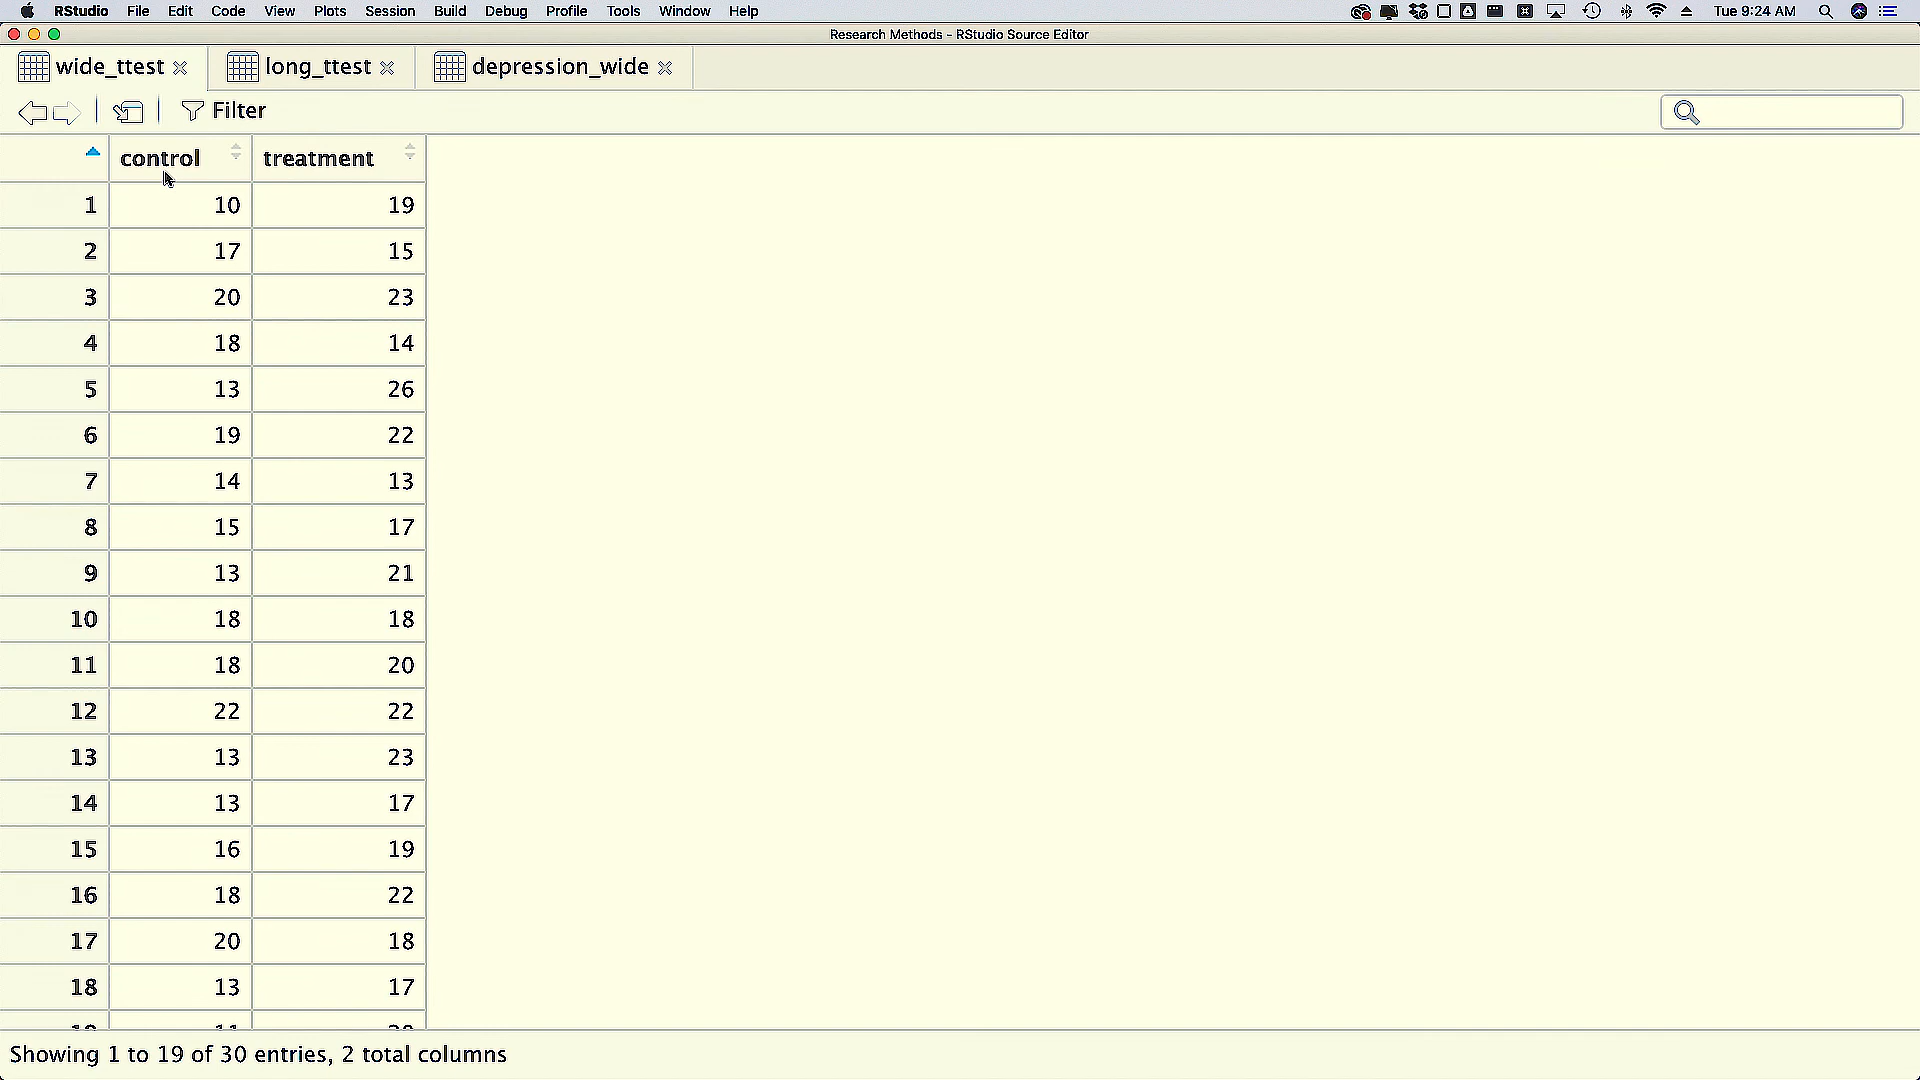 RStudio File Edit Code View Plots Session Build Debug Profile Tools Window Help Tue 9:24 AM
Research Methods - RStudio Source Editor
wide_ttest long_ttest depression_wide
Filter
control treatment
1 10 19
2 17 15
3 20 23
4 18 14
5 13 26
6 19 22
7 14 13
8 15 17
9 13 21
10 18 18
11 18 20
12 22 22
13 13 23
14 13 17
15 16 19
16 18 22
17 20 18
18 13 17
Showing 1 to 19 of 30 entries, 2 total columns